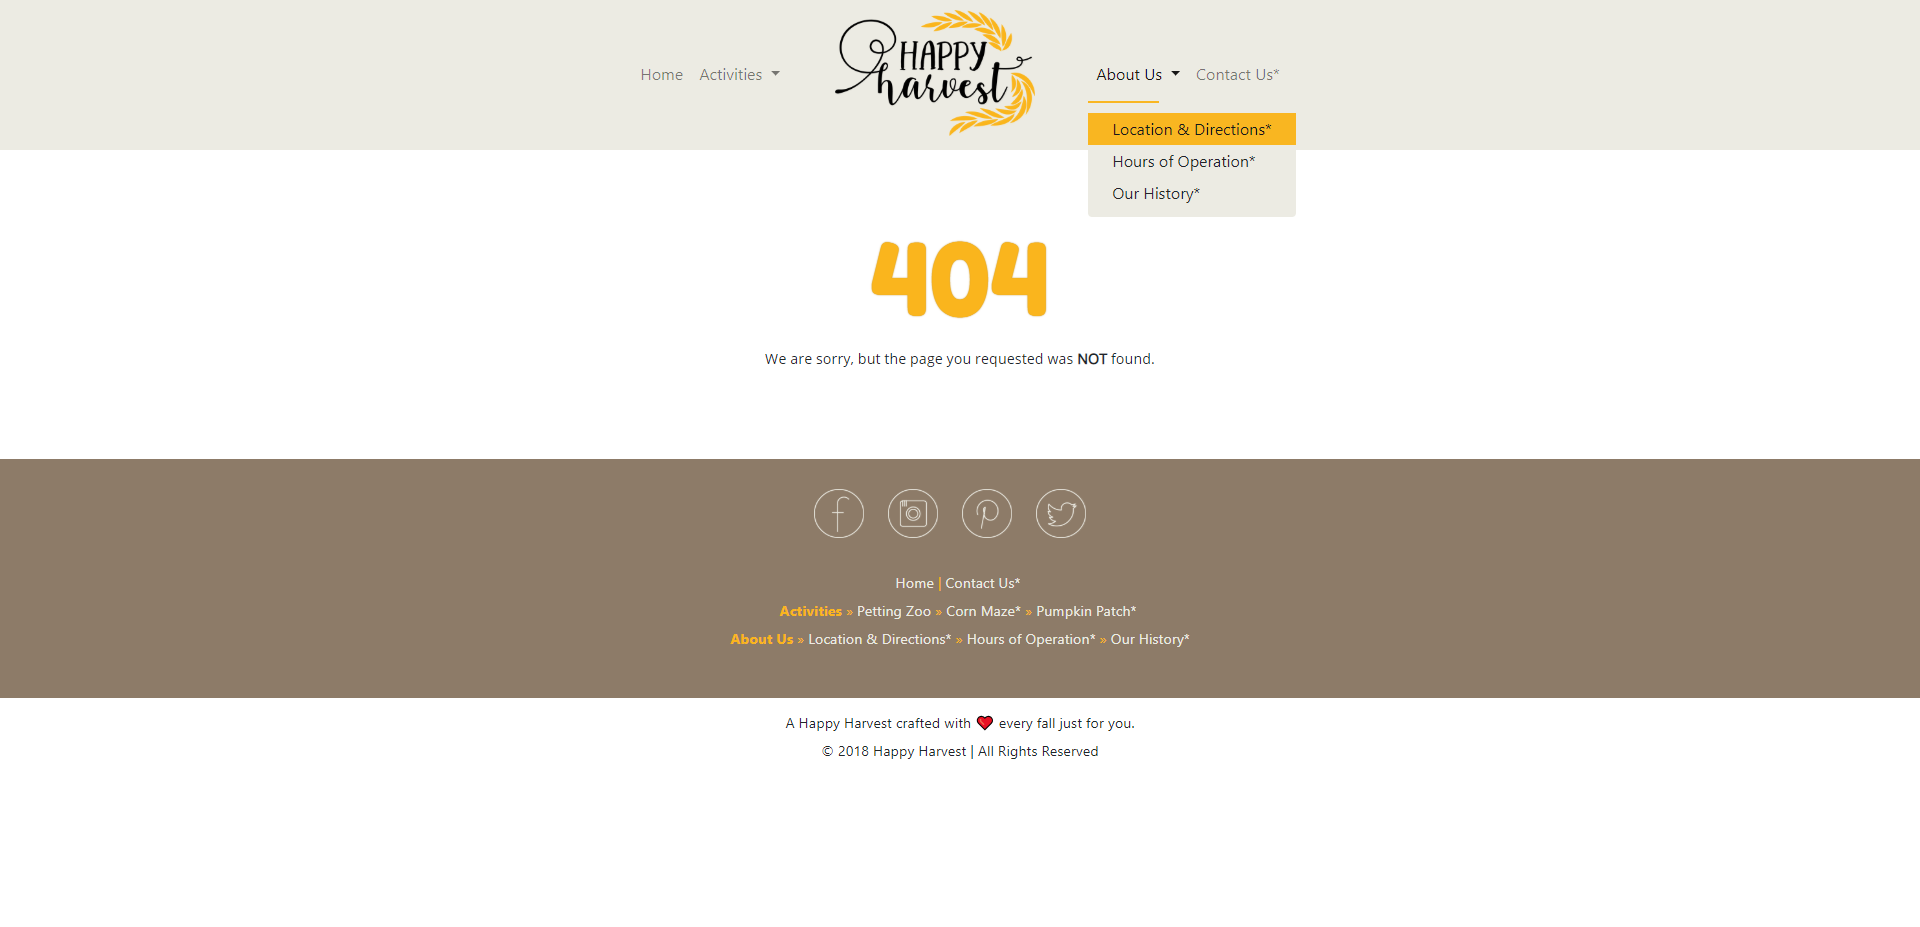 Home Activities
HAPPY
harvest
About Us Contact Us*
Location & Directions*
Hours of Operation*
Our History*
404
We are sorry, but the page you requested was NOT found.
Home | Contact Us*
Activities » Petting Zoo » Corn Maze* » Pumpkin Patch*
About Us » Location & Directions* » Hours of Operation* » Our History*
A Happy Harvest crafted with ❤ every fall just for you.
© 2018 Happy Harvest | All Rights Reserved